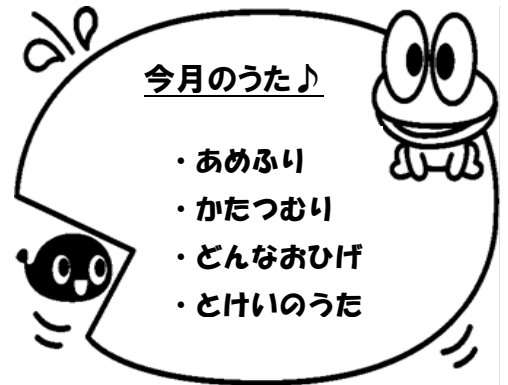 今月のうた♪
・あめふり
・かたつむり
・どんなおひげ
・とけいのうた